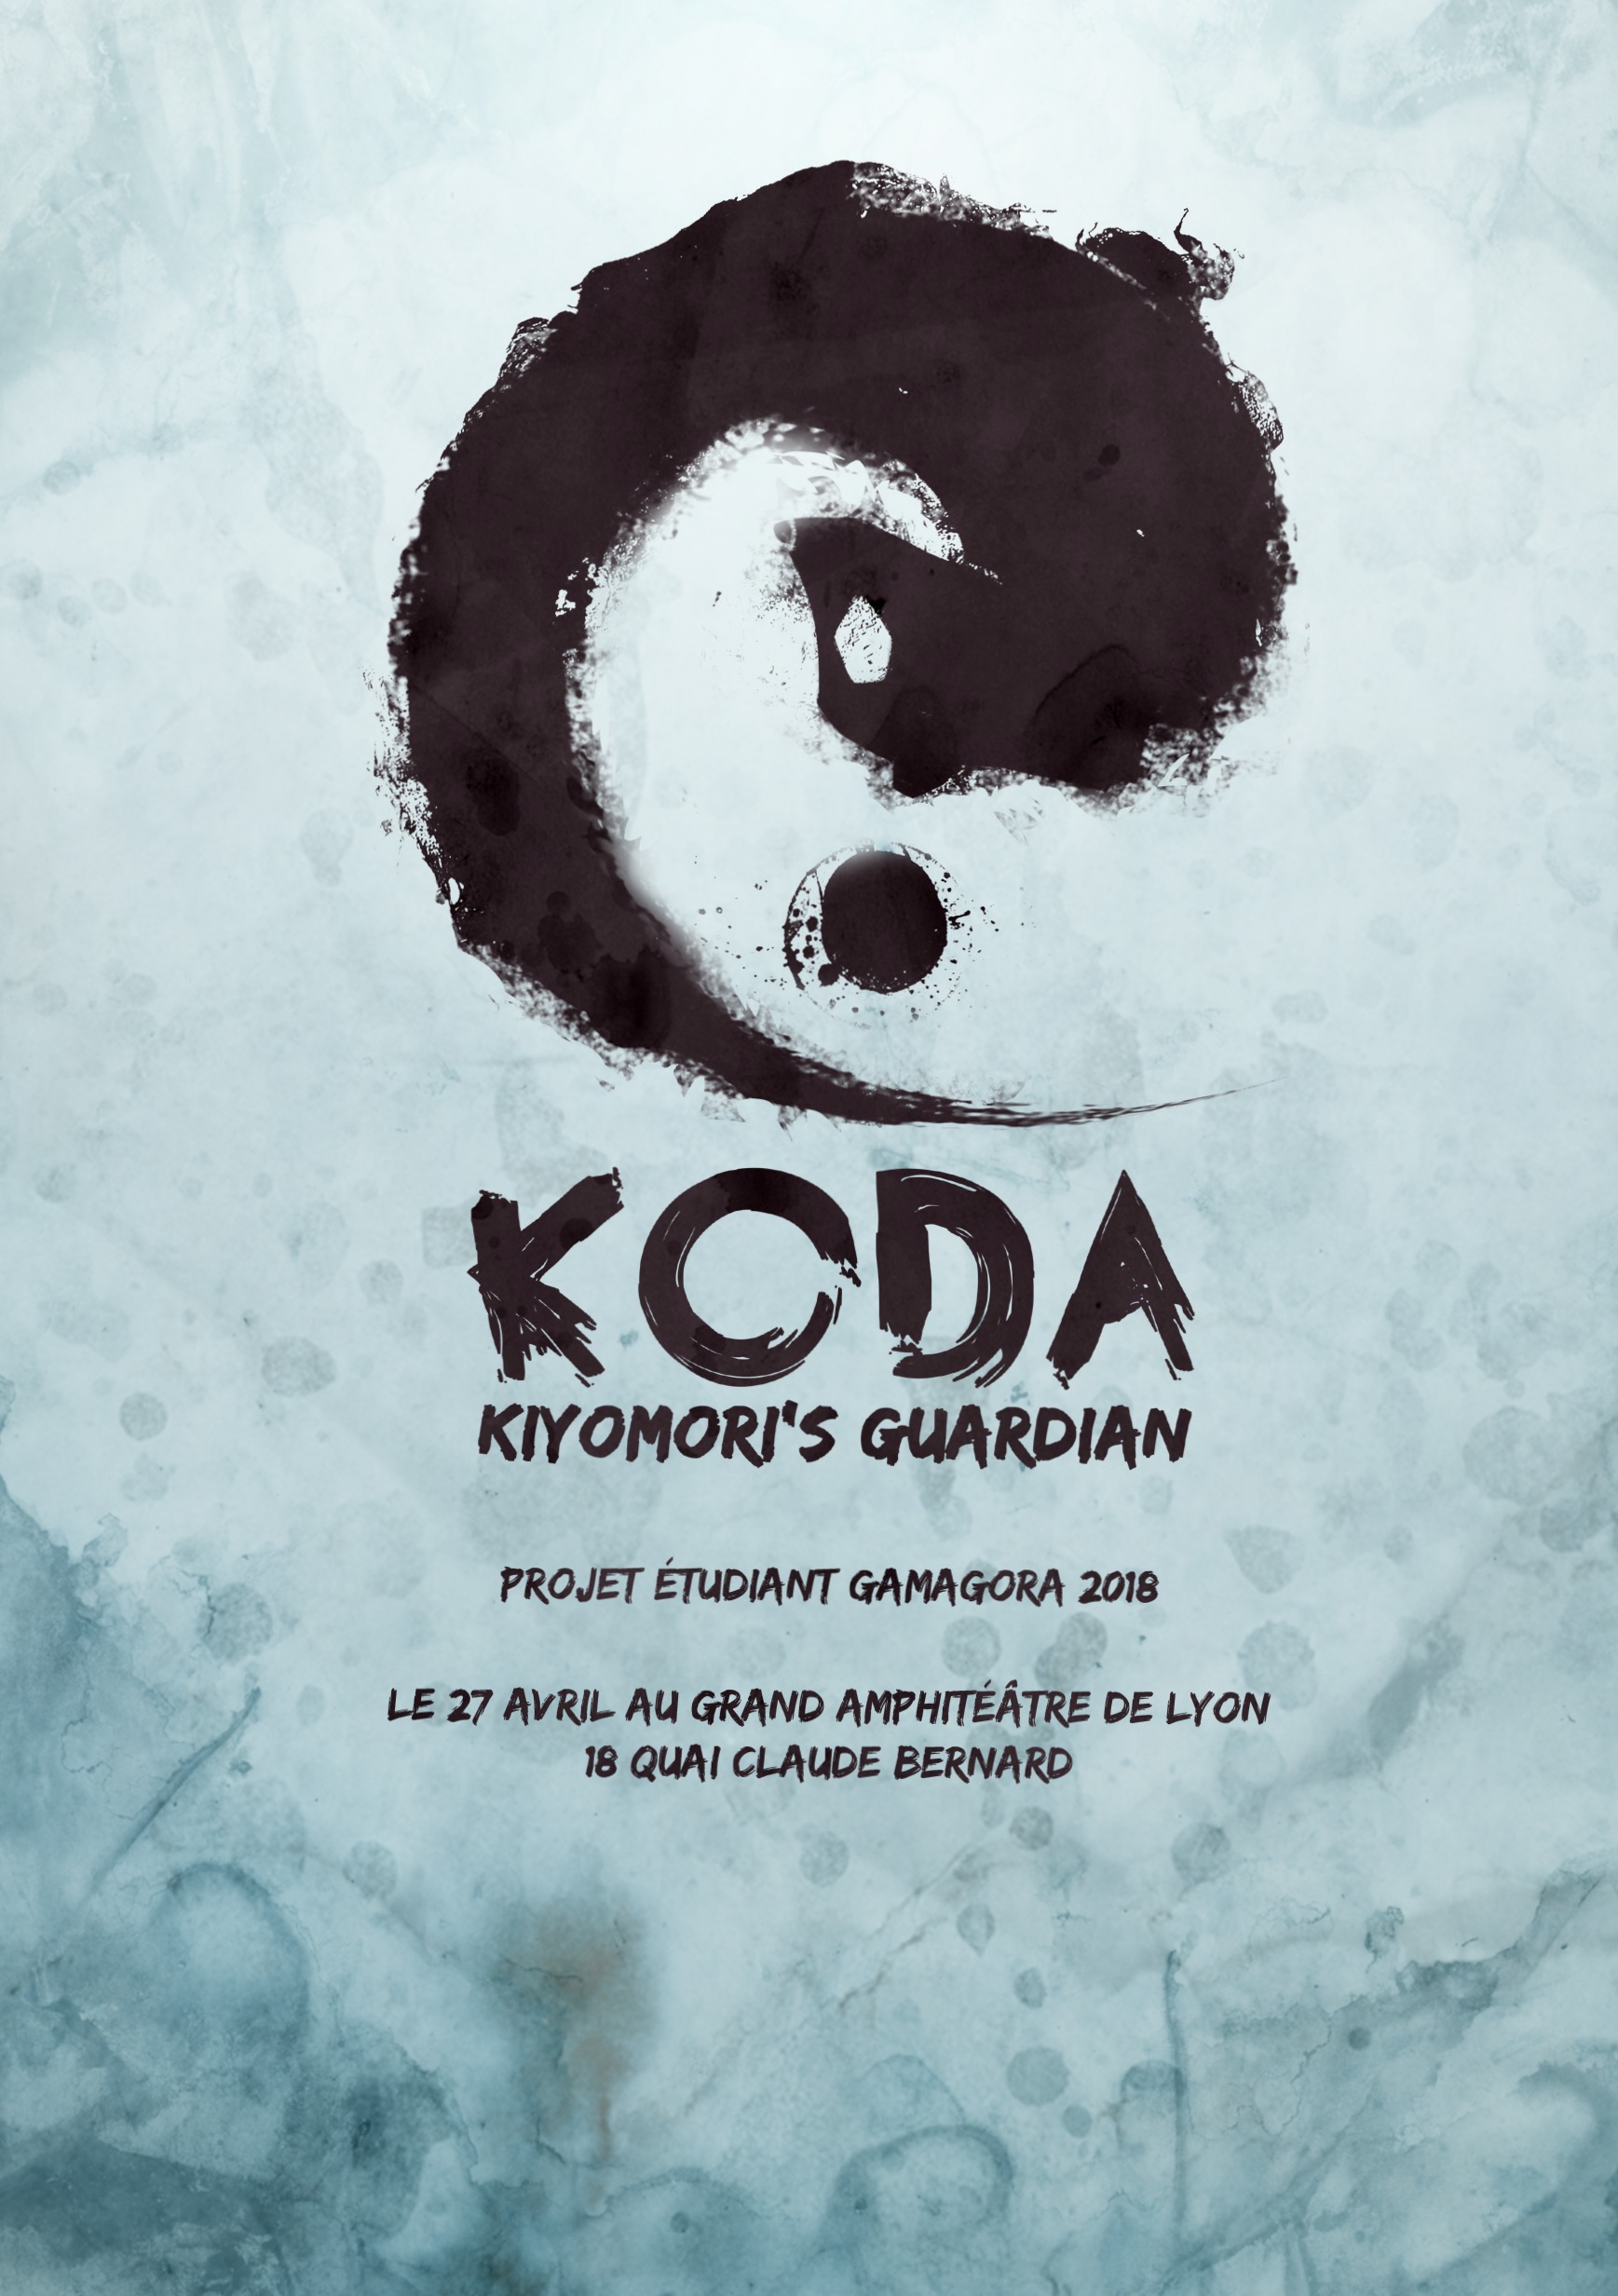 KODA
KIYOMORI'S GUARDIAN
PROJET ÉTUDIANT GAMAGORA 2018
LE 27 AVRIL AU GRAND AMPHITÉÂTRE DE LYON
18 QUAI CLAUDE BERNARD